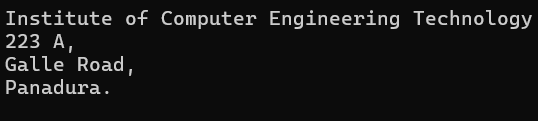 Institute of Computer Engineering Technology
223 A,
Galle Road,
Panadura.